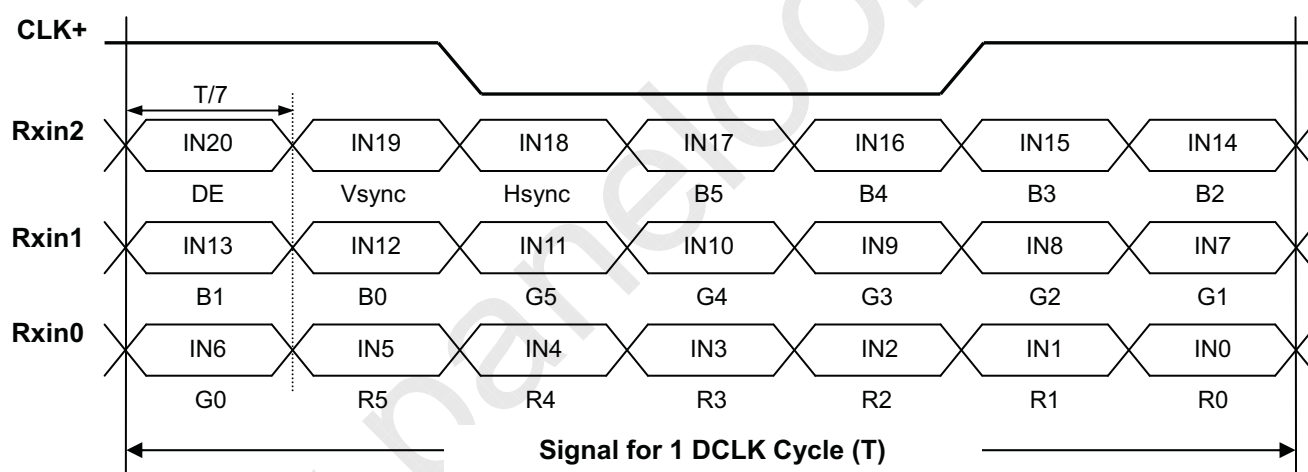 CLK+
T/7
Rxin2 IN20 IN19 IN18 IN17 IN16 IN15 IN14
DE Vsync Hsync B5 B4 B3 B2
Rxin1 IN13 IN12 IN11 IN10 IN9 IN8 IN7
B1 B0 G5 G4 G3 G2 G1
Rxin0 IN6 IN5 IN4 IN3 IN2 IN1 IN0
G0 R5 R4 R3 R2 R1 R0
Signal for 1 DCLK Cycle (T)